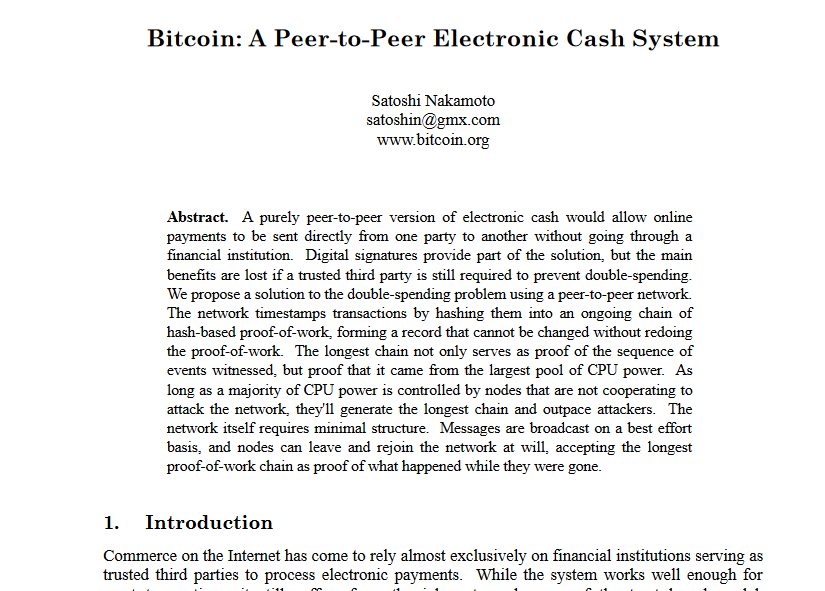 Bitcoin: A Peer-to-Peer Electronic Cash System
Satoshi Nakamoto
satoshin@gmx.com
www.bitcoin.org
Abstract. A purely peer-to-peer version of electronic cash would allow online
payments to be sent directly from one party to another without going through a
financial institution. Digital signatures provide part of the solution, but the main
benefits are lost if a trusted third party is still required to prevent double-spending.
We propose a solution to the double-spending problem using a peer-to-peer network.
The network timestamps transactions by hashing them into an ongoing chain of
hash-based proof-of-work, forming a record that cannot be changed without redoing
the proof-of-work. The longest chain not only serves as proof of the sequence of
events witnessed, but proof that it came from the largest pool of CPU power. As
long as a majority of CPU power is controlled by nodes that are not cooperating to
attack the network, they'll generate the longest chain and outpace attackers. The
network itself requires minimal structure. Messages are broadcast on a best effort
basis, and nodes can leave and rejoin the network at will, accepting the longest
proof-of-work chain as proof of what happened while they were gone.
1. Introduction
Commerce on the Internet has come to rely almost exclusively on financial institutions serving as
trusted third parties to process electronic payments. While the system works well enough for